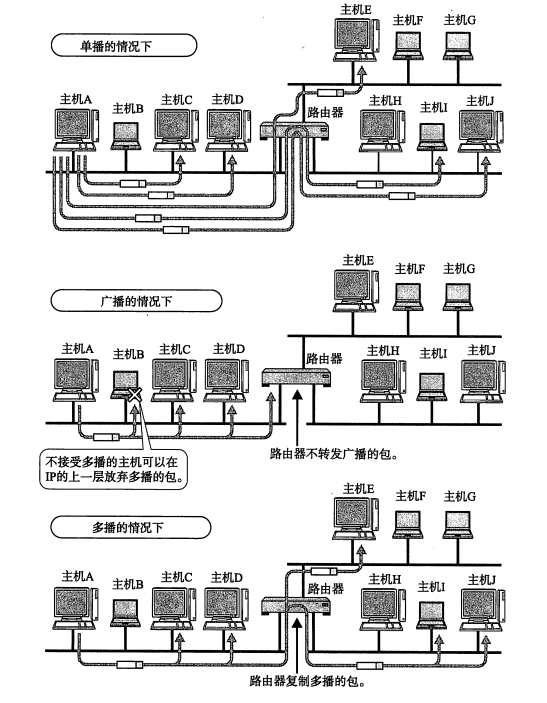 单播的情况下
主机E
主机F
主机G
主机A
主机B
主机C
主机D
路由器
主机H
主机I
主机J
广播的情况下
主机E
主机F
主机G
主机A
主机B
主机C
主机D
路由器
主机H
主机I
主机J
不接受多播的主机可以在
IP的上一层放弃多播的包。
路由器不转发广播的包。
多播的情况下
主机E
主机F
主机G
主机A
主机B
主机C
主机D
路由器
主机H
主机I
主机J
路由器复制多播的包。